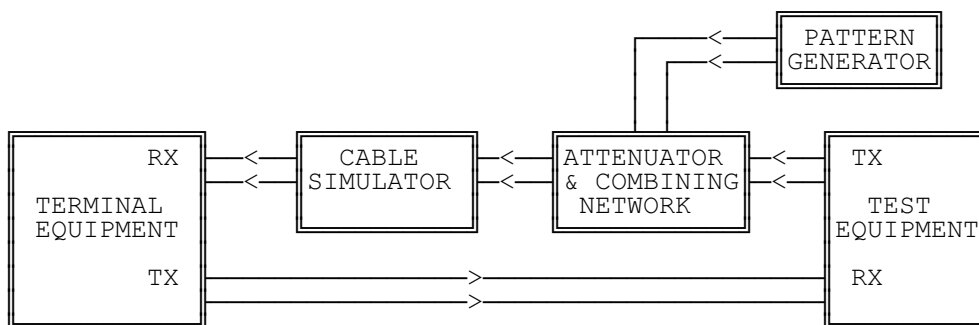 PATTERN
GENERATOR
RX
CABLE
SIMULATOR
ATTENUATOR
& COMBINING
NETWORK
TX
TERMINAL
EQUIPMENT
TEST
EQUIPMENT
TX
RX